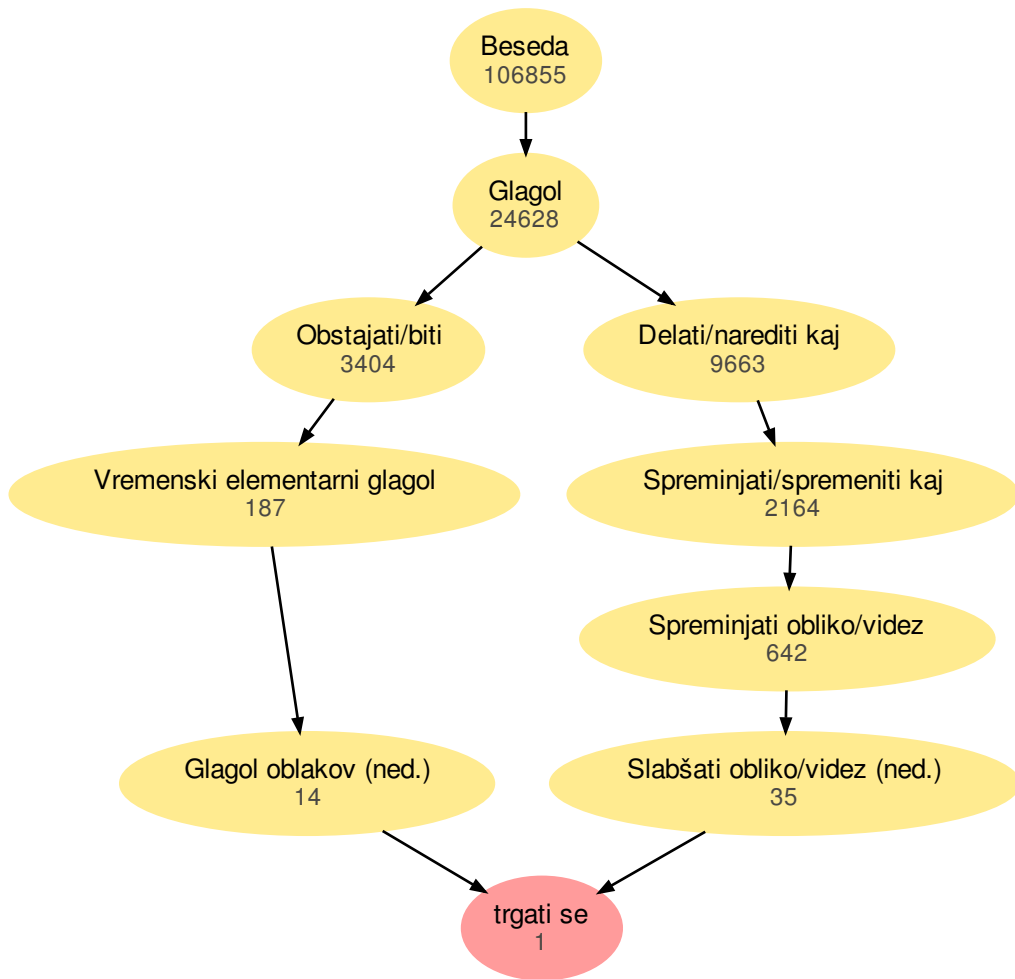 Beseda
106855
Glagol
24628
Obstajati/biti
3404
Delati/narediti kaj
9663
Vremenski elementarni glagol
187
Spreminjati/spremeniti kaj
2164
Spreminjati obliko/videz
642
Glagol oblakov (ned.)
14
Slabšati obliko/videz (ned.)
35
trgati se
1